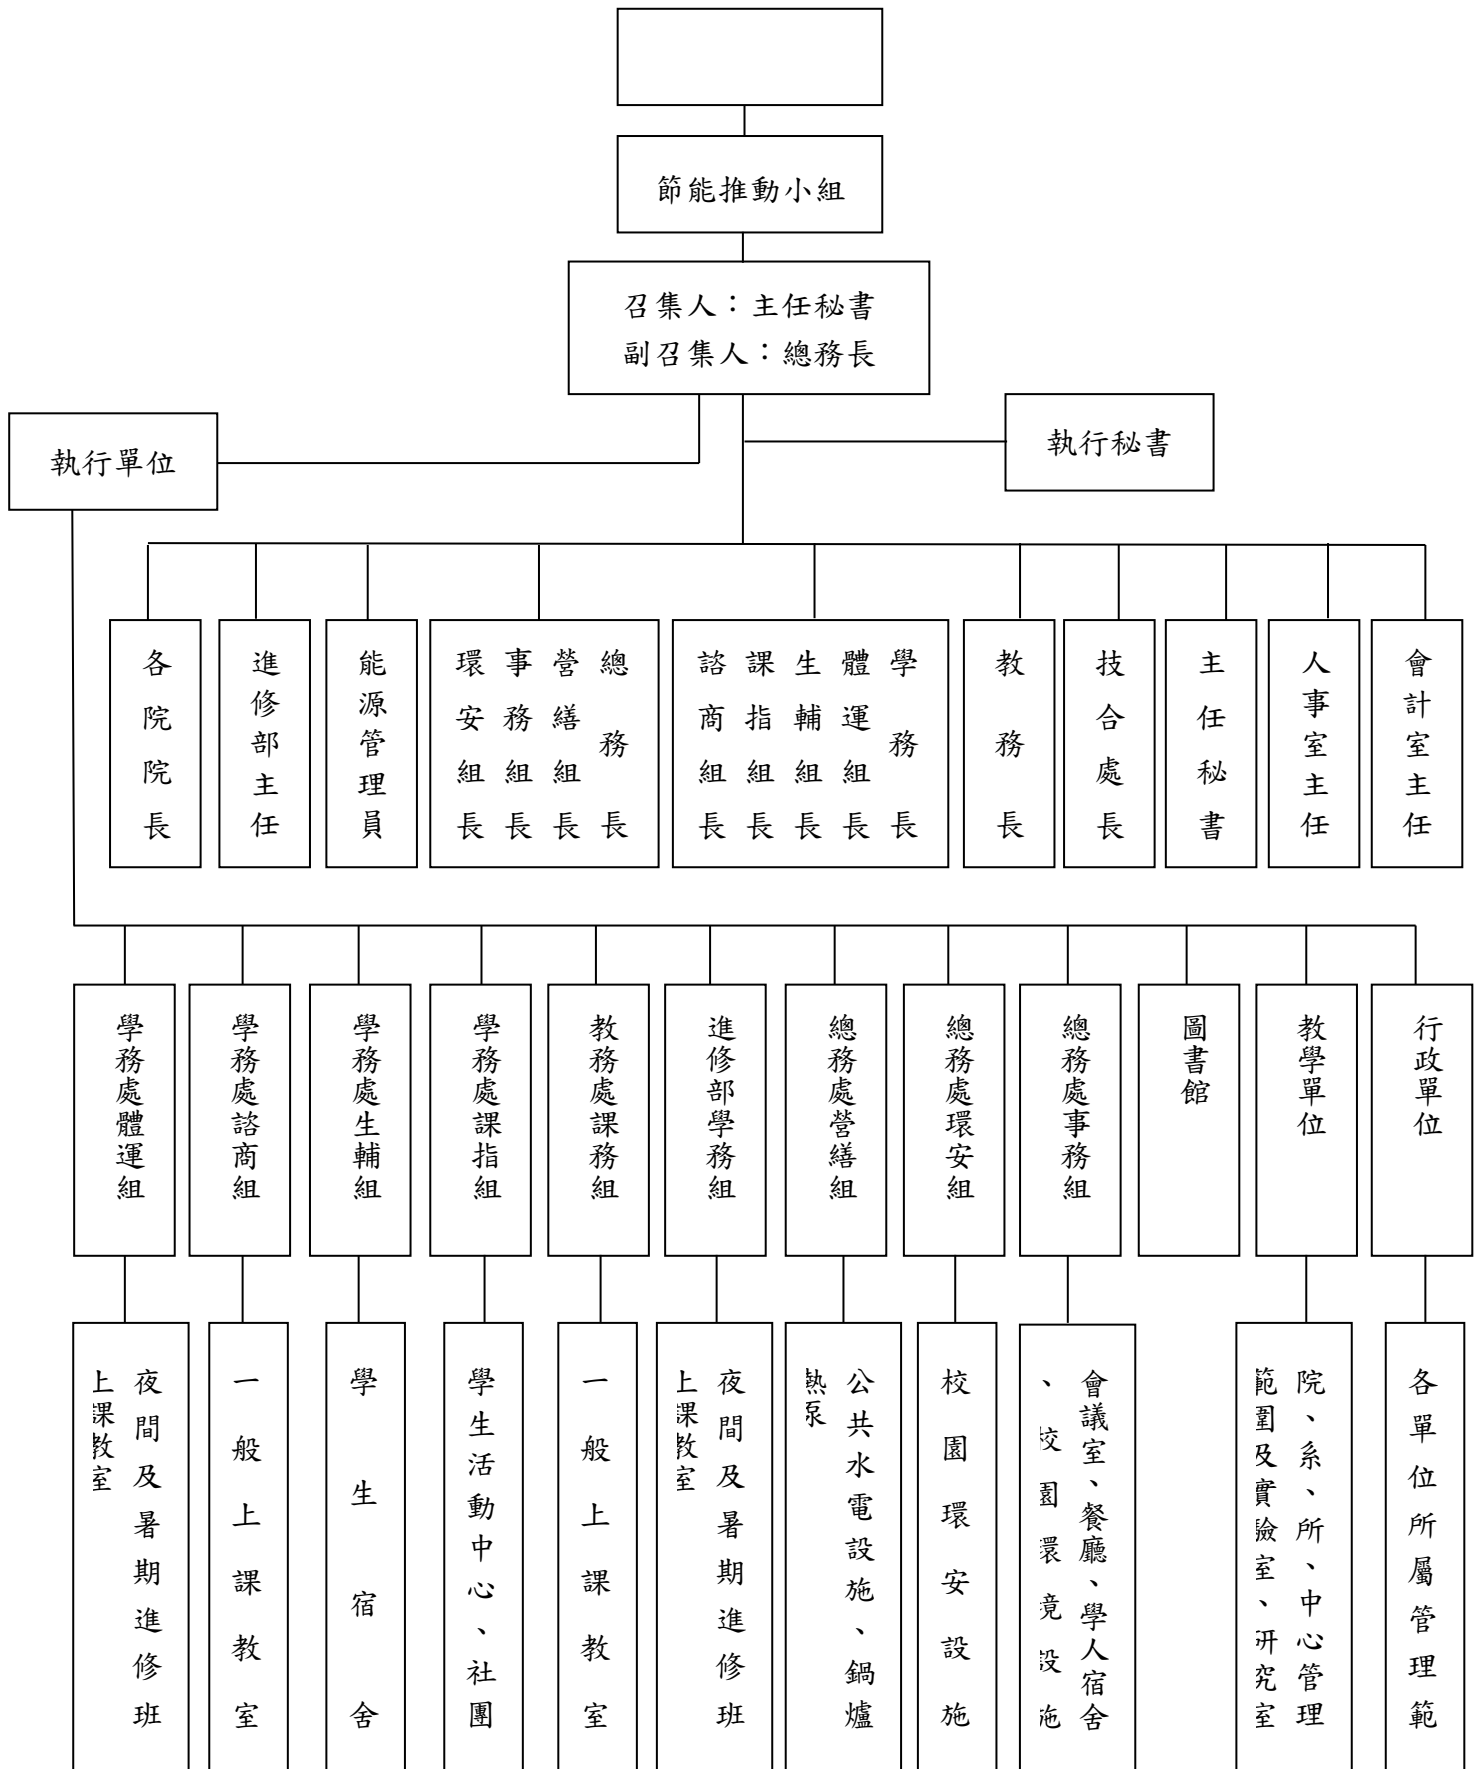 節能推動小組
召集人：主任秘書
副召集人：總務長
執行單位
執行秘書
各院院長
進修部主任
能源管理員
總務長
營繕組長
事務組長
環安組長
學務長
體運組長
生輔組長
課指組長
諮商組長
教務長
技合處長
主任秘書
人事室主任
會計室主任
學務處體運組
學務處諮商組
學務處生輔組
學務處課指組
教務處課務組
進修部學務組
總務處營繕組
總務處環安組
總務處事務組
圖書館
教學單位
行政單位
夜間及暑期進修班
上課教室
一般上課教室
學生宿舍
學生活動中心、社團
一般上課教室
夜間及暑期進修班
上課教室
公共水電設施、鍋爐
熱泵
校園環安設施
會議室、餐廳、學人宿舍
、校園環境設施
院、系、所、中心管理
範圍及實驗室、研究室
各單位所屬管理範